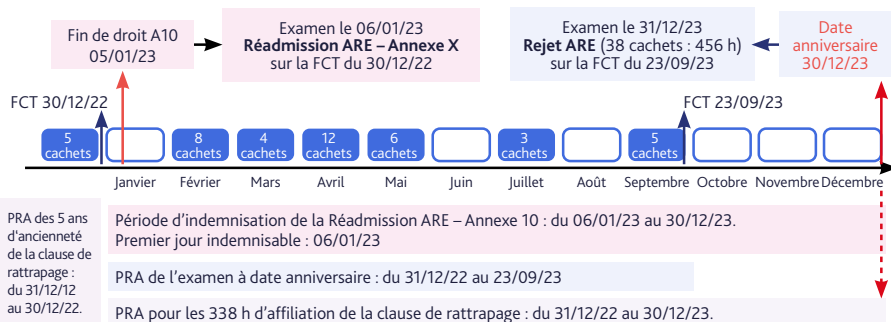 Fin de droit A10
05/01/23
Examen le 06/01/23
Réadmission ARE – Annexe X
sur la FCT du 30/12/22
Examen le 31/12/23
Rejet ARE (38 cachets : 456 h)
sur la FCT du 23/09/23
Date
anniversaire
30/12/23
FCT 30/12/22
FCT 23/09/23
5
cachets
8
cachets
4
cachets
12
cachets
6
cachets
3
cachets
5
cachets
Janvier Février Mars Avril Mai Juin Juillet Août Septembre Octobre Novembre Décembre
PRA des 5 ans
d'ancienneté
de la clause de
rattrapage :
du 31/12/12
au 30/12/22.
Période d’indemnisation de la Réadmission ARE – Annexe 10 : du 06/01/23 au 30/12/23.
Premier jour indemnisable : 06/01/23
PRA de l’examen à date anniversaire : du 31/12/22 au 23/09/23
PRA pour les 338 h d’affiliation de la clause de rattrapage : du 31/12/22 au 30/12/23.